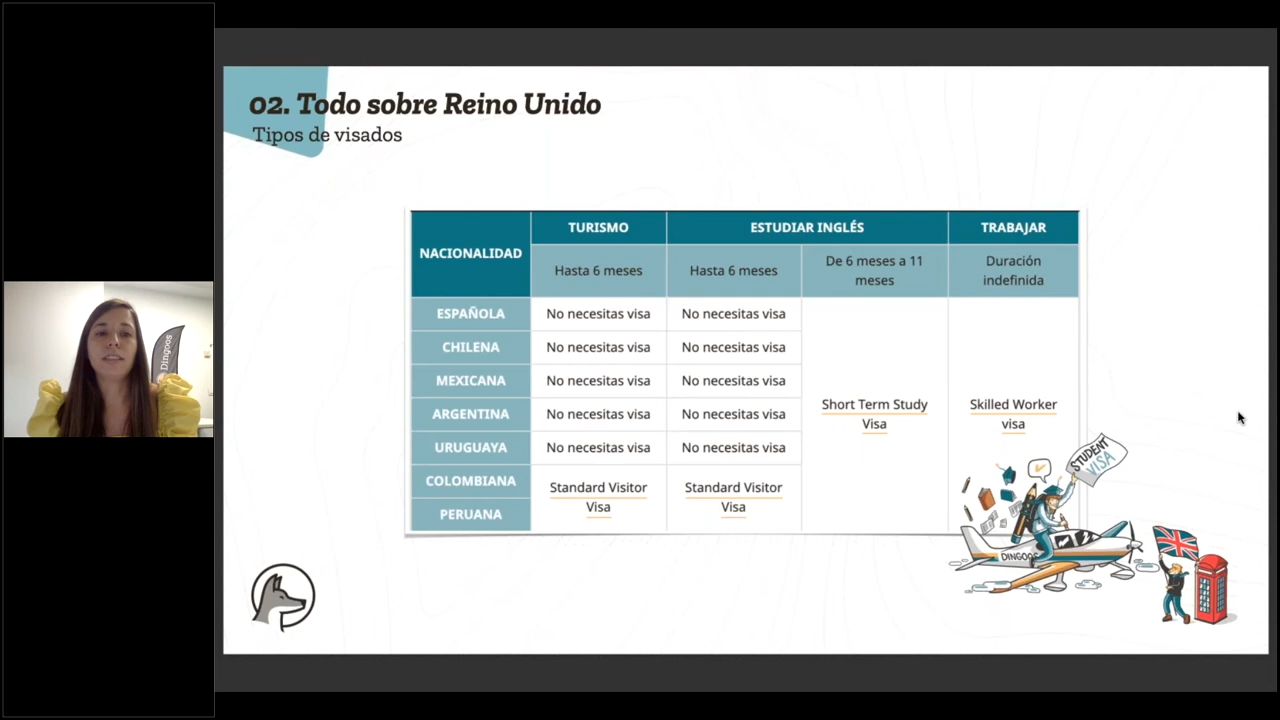 02. Todo sobre Reino Unido
Tipos de visados
NACIONALIDAD
TURISMO
ESTUDIAR INGLÉS
TRABAJAR
Hasta 6 meses
Hasta 6 meses
De 6 meses a 11
meses
Duración
indefinida
ESPAÑOLA
No necesitas visa
No necesitas visa
CHILENA
No necesitas visa
No necesitas visa
MEXICANA
No necesitas visa
No necesitas visa
ARGENTINA
No necesitas visa
No necesitas visa
URUGUAYA
No necesitas visa
No necesitas visa
COLOMBIANA
PERUANA
Standard Visitor
Visa
Standard Visitor
Visa
Short Term Study
Visa
Skilled Worker
visa
STUDENT
VISA
DINGOOS
Dingoos